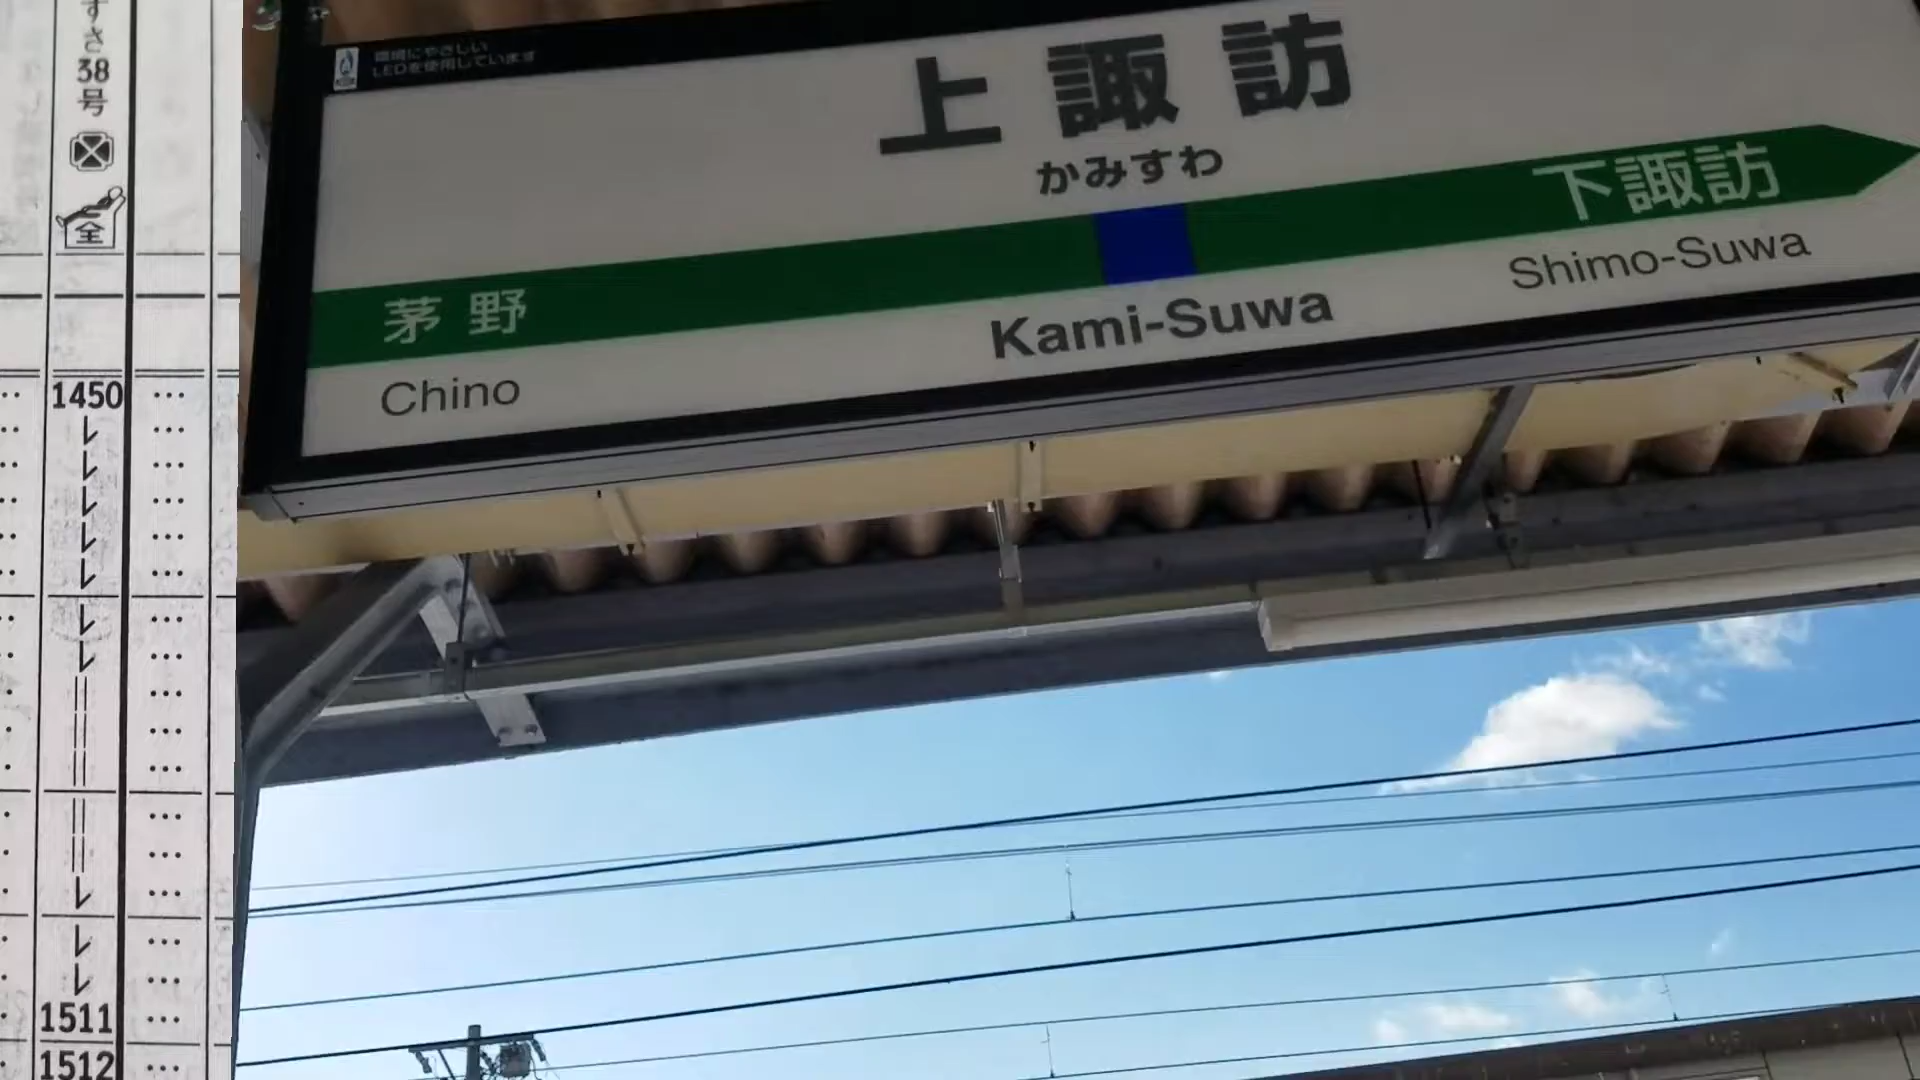 ずさ
38
号
全
1450
1511
1512
環境にやさしい
LEDを使用しています
上諏訪
かみすわ
下諏訪
茅野
Kami-Suwa
Shimo-Suwa
Chino